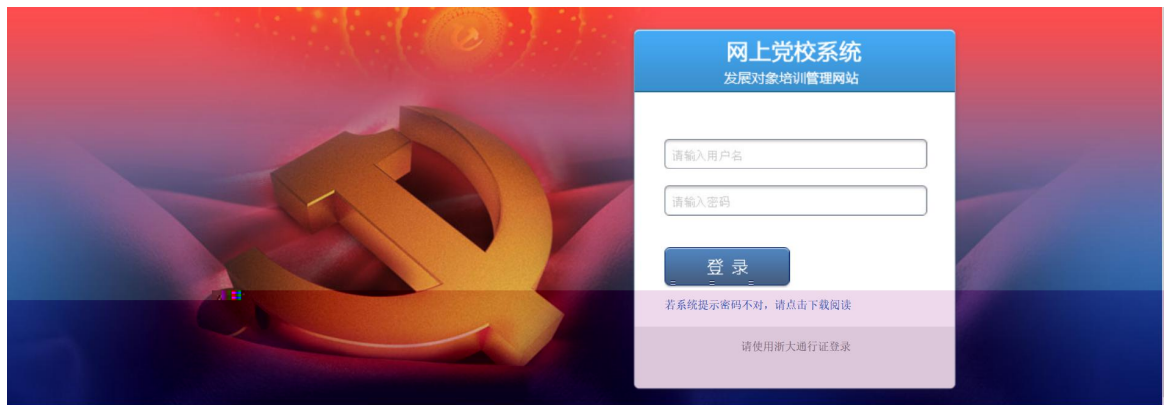 网上党校系统
发展对象培训管理网站
请输入用户名
请输入密码
登录
若系统提示密码不对，请点击下载阅读
请使用浙大通行证登录